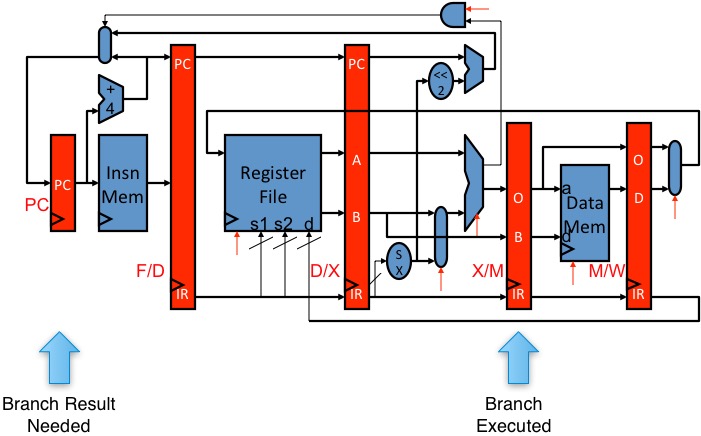 PC
PC
<<
2
+
4
PC
PC
Insn
Mem
Register
File
A
B
s1 s2 d
S
X
O
B
a
Data
Mem
d
O
D
F/D
D/X
X/M
M/W
IR
IR
IR
IR
Branch Result
Needed
Branch
Executed